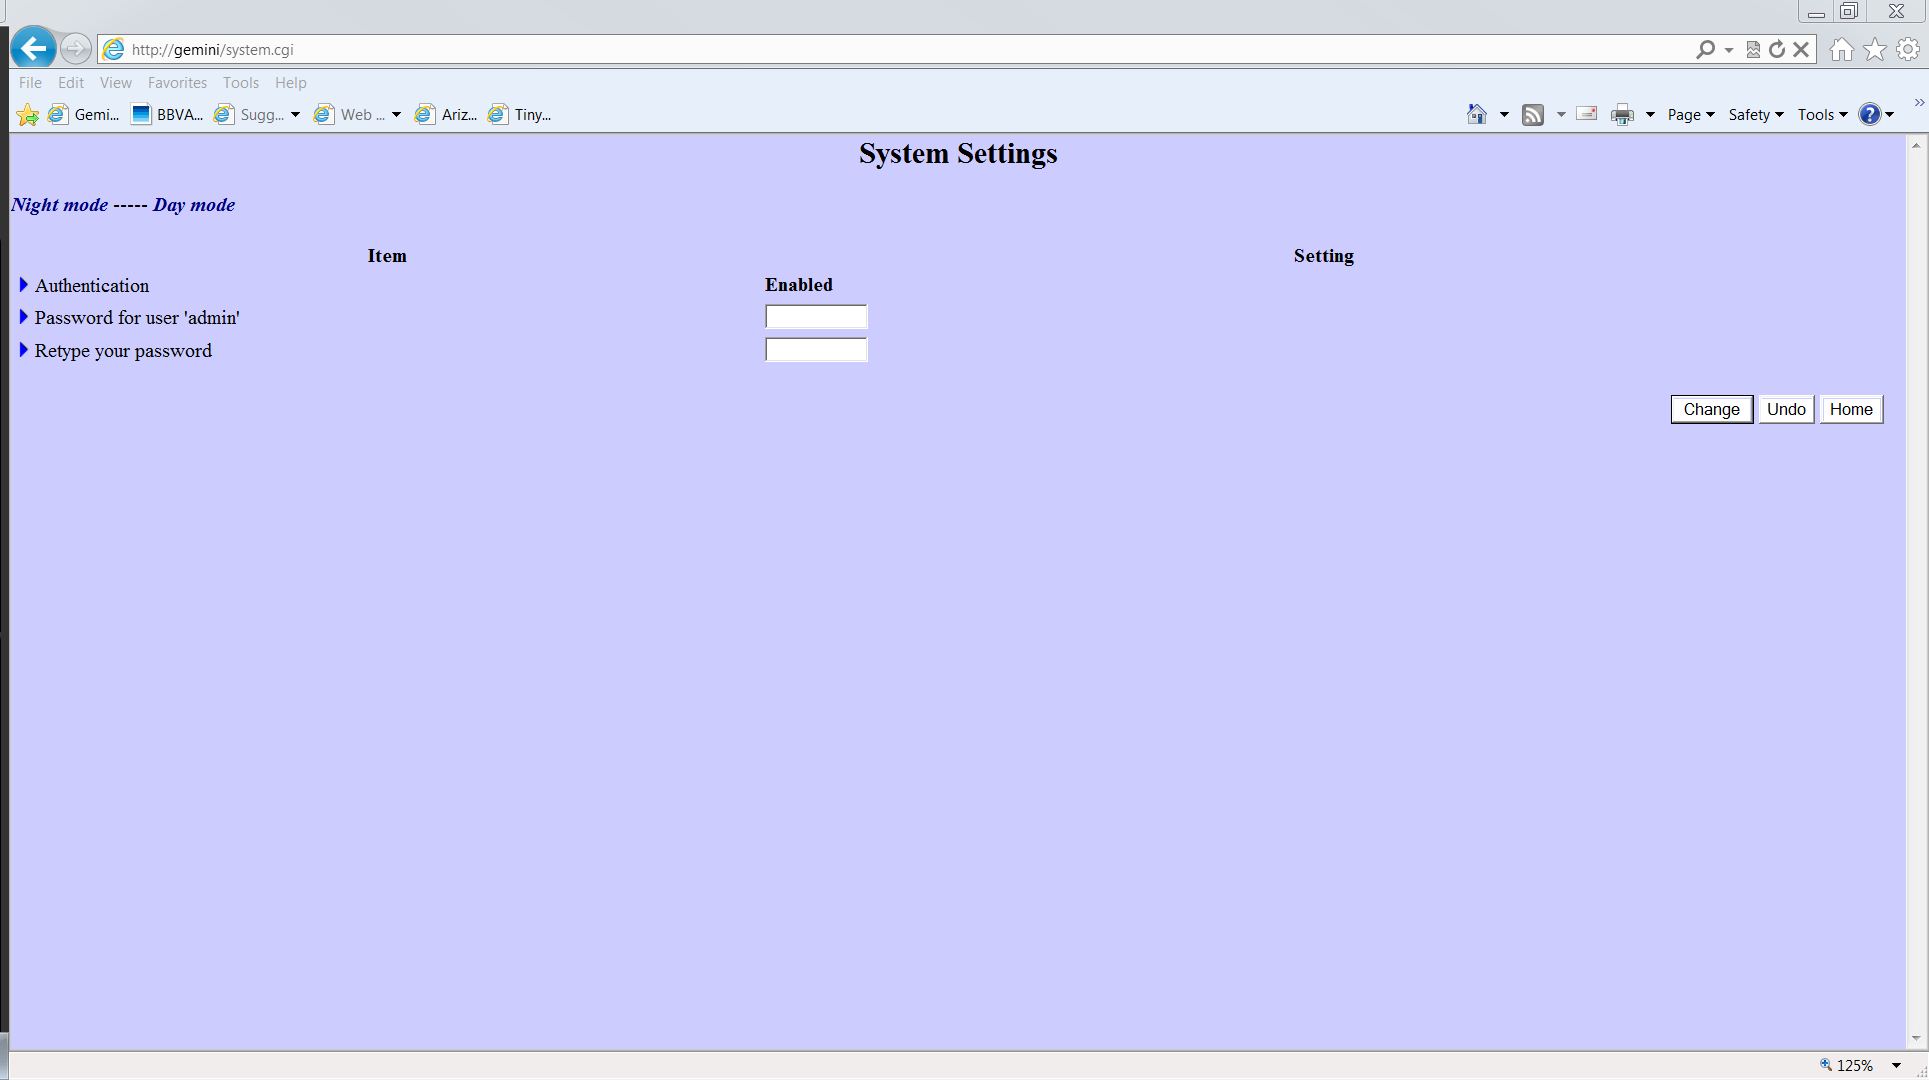 http://gemini/system.cgi
File Edit View Favorites Tools Help
Gemi... BBVA... Sugg... Web ... Ariz... Tiny... Page Safety Tools
System Settings
Night mode ----- Day mode
Item Setting
Authentication Enabled
Password for user 'admin'
Retype your password
Change Undo Home
125%